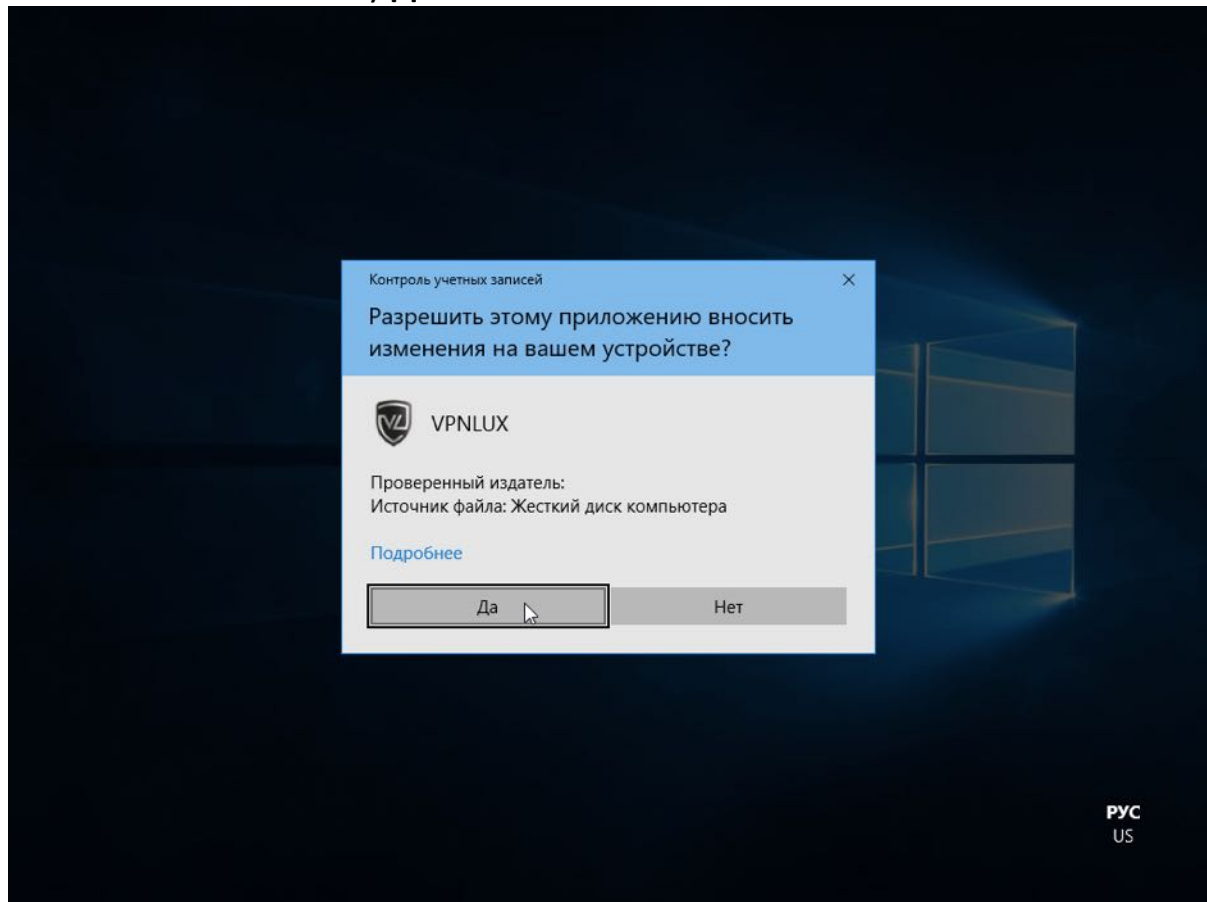 Контроль учетных записей
Разрешить этому приложению вносить
изменения на вашем устройстве?
VL VPNLUX
Проверенный издатель:
Источник файла: Жесткий диск компьютера
Подробнее
Да Нет
РУС
US